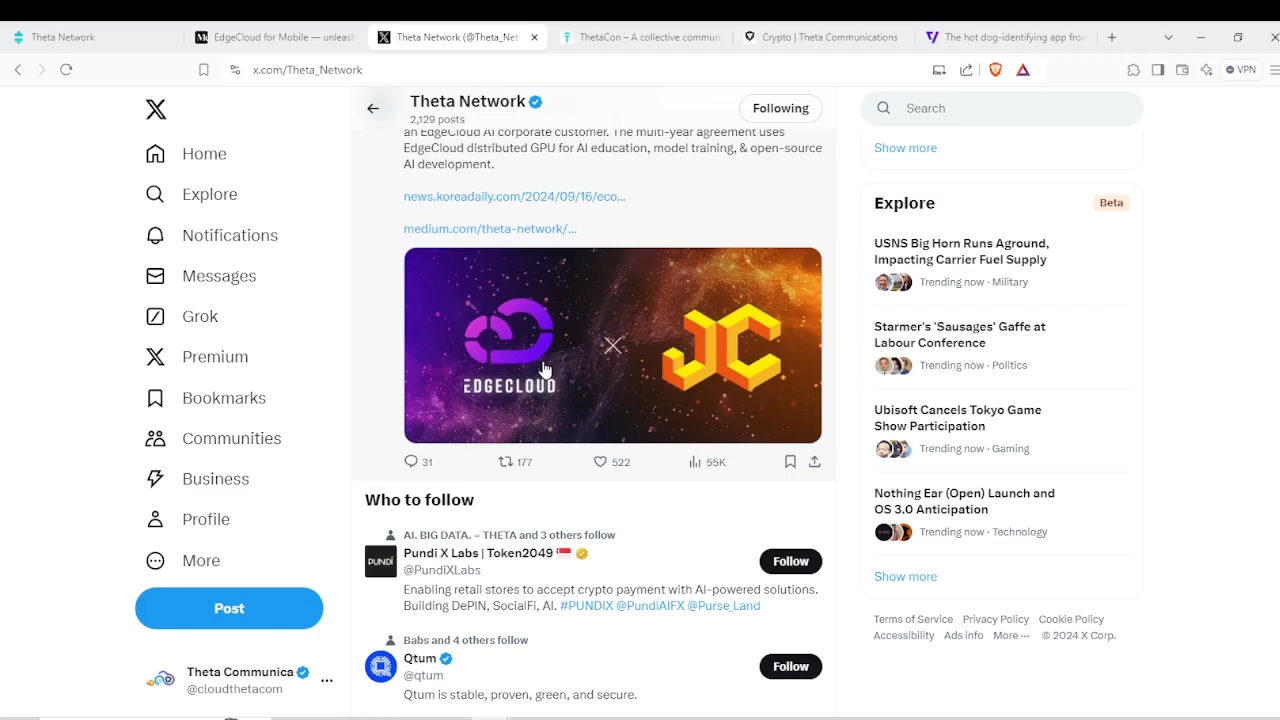 Theta Network
EdgeCloud for Mobile — unleash
Theta Network (@Theta_Net
ThetaCon – A collective commun
Crypto | Theta Communications
The hot dog-identifying app from
x.com/Theta_Network
VPN
Home
Explore
Notifications
Messages
Grok
Premium
Bookmarks
Communities
Business
Profile
More
Post
Theta Communica
@cloudthetacom
Theta Network
2,129 posts
Following
an EdgeCloud AI corporate customer. The multi-year agreement uses
EdgeCloud distributed GPU for AI education, model training, & open-source
AI development.
news.koreadaily.com/2024/09/16/eco...
medium.com/theta-network/...
EDGECLOUD
JC
31
177
522
55K
Who to follow
AI. BIG DATA. = THETA and 3 others follow
Pundi X Labs | Token2049
@PundiXLabs
Follow
PUNDI
Enabling retail stores to accept crypto payment with AI-powered solutions.
Building DePIN, SocialFi, AI. #PUNDIX @PundiAIFX @Purse_Land
Babs and 4 others follow
Qtum
@qtum
Follow
Qtum is stable, proven, green, and secure.
Search
Show more
Explore
Beta
USNS Big Horn Runs Aground,
Impacting Carrier Fuel Supply
Trending now · Military
Starmer's 'Sausages' Gaffe at
Labour Conference
Trending now · Politics
Ubisoft Cancels Tokyo Game
Show Participation
Trending now · Gaming
Nothing Ear (Open) Launch and
OS 3.0 Anticipation
Trending now · Technology
Show more
Terms of Service Privacy Policy Cookie Policy
Accessibility Ads info More ··· © 2024 X Corp.